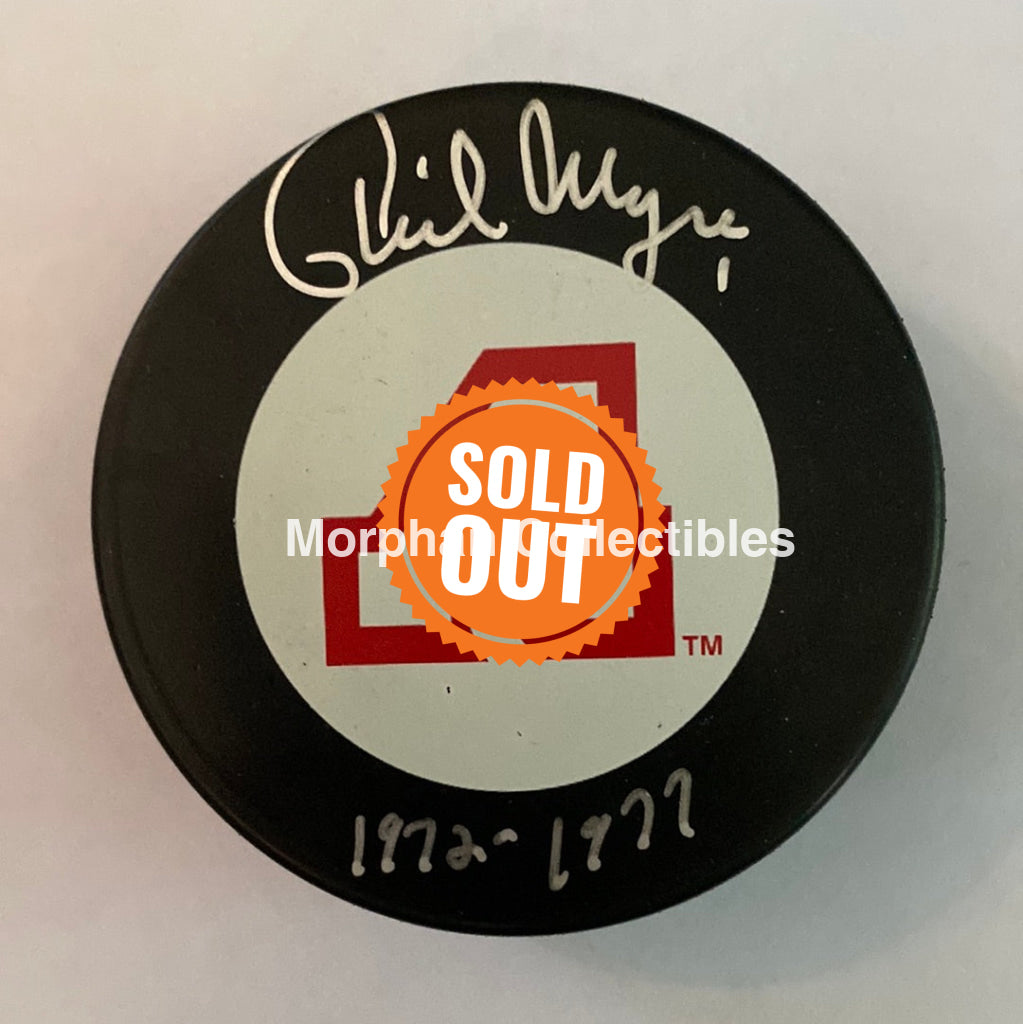 Phil Myre
1
SOLD
OUT
Morphan Collectibles
TM
1972-1977